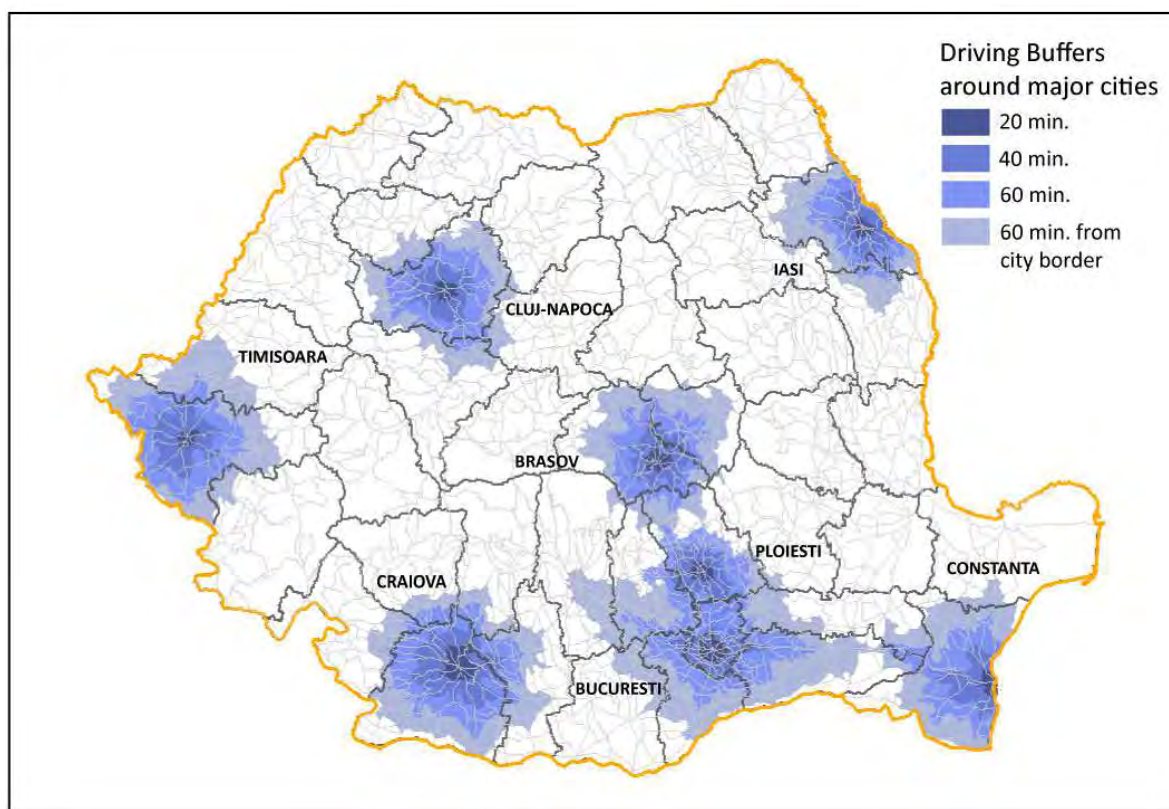 Driving Buffers
around major cities
20 min.
40 min.
60 min.
60 min. from
city border
IASI
CLUJ-NAPOCA
TIMISOARA
BRASOV
PLOIESTI
CONSTANTA
CRAIOVA
BUCURESTI